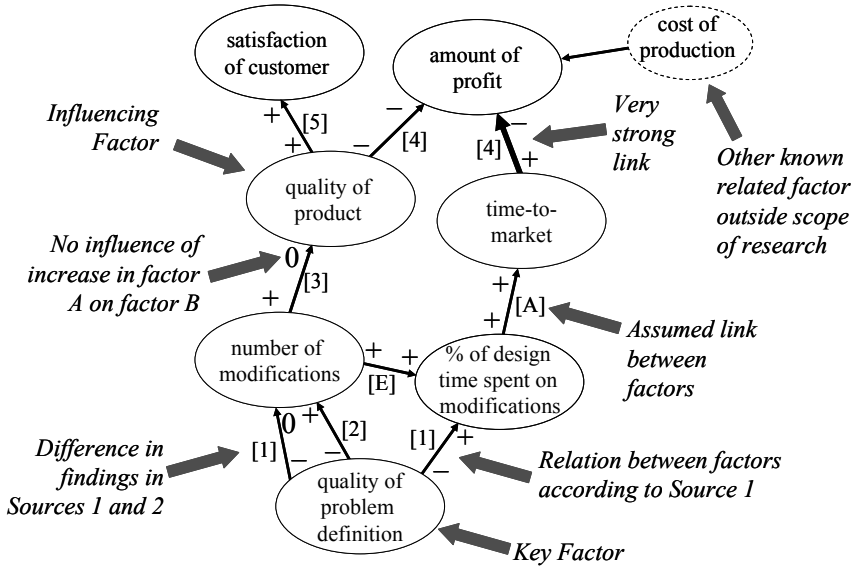 satisfaction
of customer
amount of
profit
cost of
production
Influencing
Factor
+
[5]
+
−
−
[4]
−
[4]
+
Very
strong
link
Other known
related factor
outside scope
of research
quality of
product
time-to-
market
No influence of
increase in factor
A on factor B
0
[3]
+
+
[A]
+
Assumed link
between
factors
number of
modifications
+
+
[E]
% of design
time spent on
modifications
Difference in
findings in
Sources 1 and 2
0
+
[1]
[2]
−
−
[1]
+
−
Relation between factors
according to Source 1
quality of
problem
definition
Key Factor